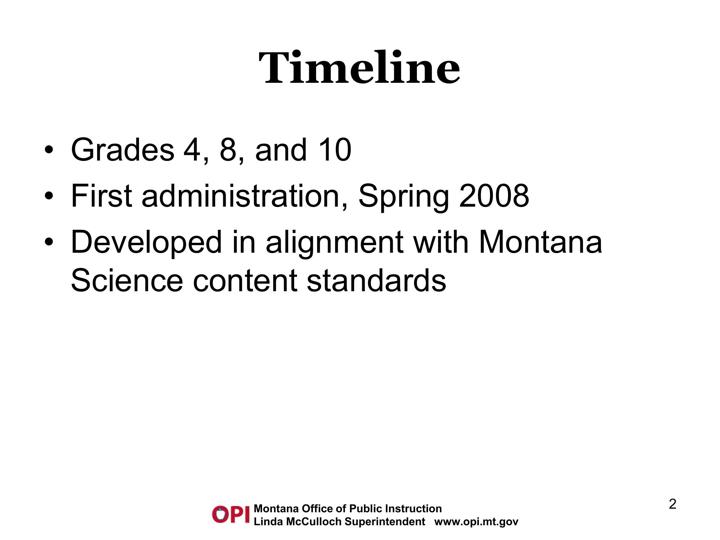 Timeline
• Grades 4, 8, and 10
• First administration, Spring 2008
• Developed in alignment with Montana
Science content standards
OPI
Montana Office of Public Instruction
Linda McCulloch Superintendent www.opi.mt.gov
2